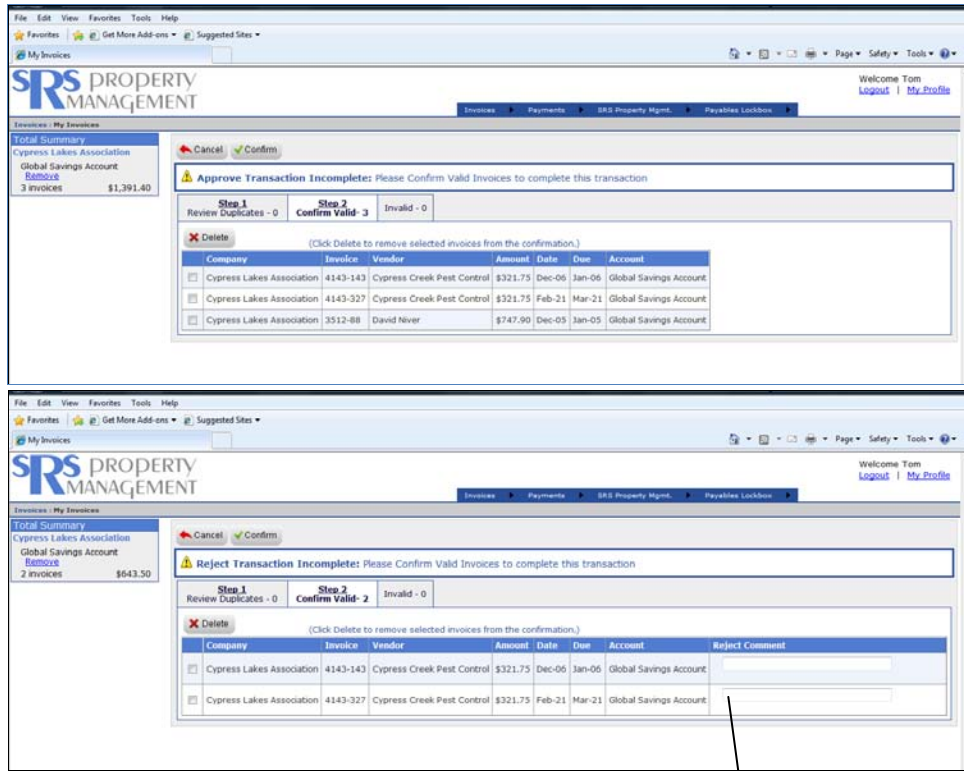 File Edit View Favorites Tools Help
Favorites Get More Add-ons Suggested Sites
My Invoices Page Safety Tools
SRS PROPERTY MANAGEMENT
Welcome Tom
Logout | My Profile
Invoices Payments SRS Property Mgmt. Payables Lockbox
Invoices : My Invoices
Total Summary
Cypress Lakes Association
Global Savings Account
Remove
3 invoices $1,391.40
Cancel Confirm
Approve Transaction Incomplete: Please Confirm Valid Invoices to complete this transaction
Step 1 Review Duplicates - 0
Step 2 Confirm Valid- 3
Invalid - 0
Delete (Click Delete to remove selected invoices from the confirmation.)
Company Invoice Vendor Amount Date Due Account
Cypress Lakes Association 4143-143 Cypress Creek Pest Control $321.75 Dec-06 Jan-06 Global Savings Account
Cypress Lakes Association 4143-327 Cypress Creek Pest Control $321.75 Feb-21 Mar-21 Global Savings Account
Cypress Lakes Association 3512-88 David Niver $747.90 Dec-05 Jan-05 Global Savings Account
File Edit View Favorites Tools Help
Favorites Get More Add-ons Suggested Sites
My Invoices Page Safety Tools
SRS PROPERTY MANAGEMENT
Welcome Tom
Logout | My Profile
Invoices Payments SRS Property Mgmt. Payables Lockbox
Invoices : My Invoices
Total Summary
Cypress Lakes Association
Global Savings Account
Remove
2 invoices $643.50
Cancel Confirm
Reject Transaction Incomplete: Please Confirm Valid Invoices to complete this transaction
Step 1 Review Duplicates - 0
Step 2 Confirm Valid- 2
Invalid - 0
Delete (Click Delete to remove selected invoices from the confirmation.)
Company Invoice Vendor Amount Date Due Account Reject Comment
Cypress Lakes Association 4143-143 Cypress Creek Pest Control $321.75 Dec-06 Jan-06 Global Savings Account
Cypress Lakes Association 4143-327 Cypress Creek Pest Control $321.75 Feb-21 Mar-21 Global Savings Account